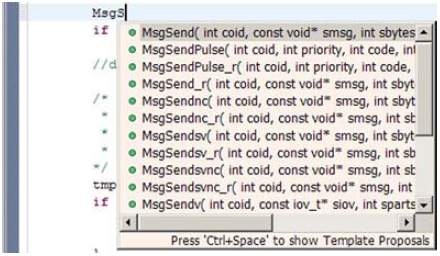 MsgS
if
MsgSend( int coid, const void* smsg, int sbytes
MsgSendPulse( int coid, int priority, int code, int
//d
MsgSendPulse_r( int coid, int priority, int code,
MsgSend_r( int coid, const void* smsg, int sbyt
/*
MsgSendnc( int coid, const void* smsg, int sbyt
*
MsgSendnc_r( int coid, const void* smsg, int sb
*
MsgSendsv( int coid, const void* smsg, int sbyt
*
MsgSendsv_r( int coid, const void* smsg, int sb
*
MsgSendsvnc( int coid, const void* smsg, int sb
*/
tmp
MsgSendsvnc_r( int coid, const void* smsg, int
if
MsgSendv( int coid, const iov_t* siov, int sparts
Press 'Ctrl+Space' to show Template Proposals